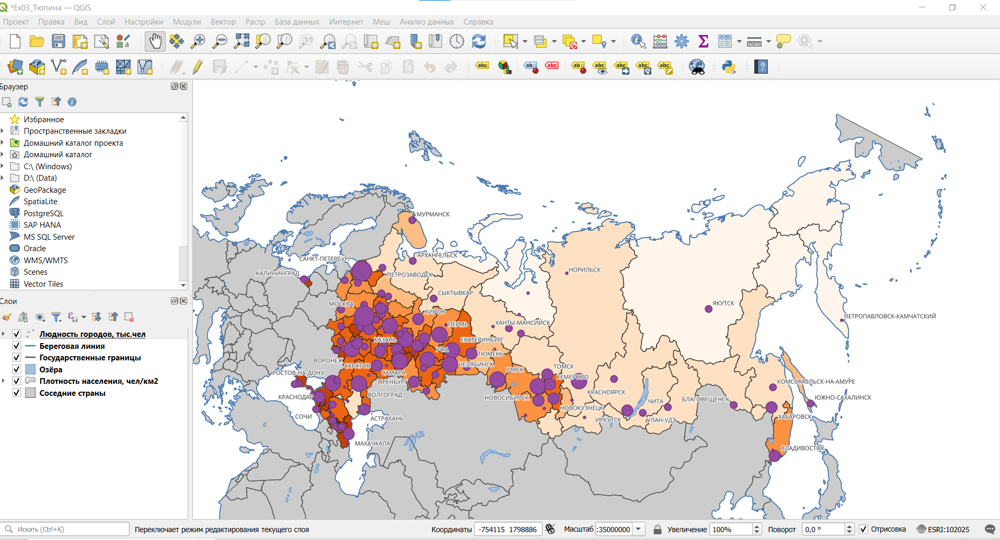 *Ex03_Тюпина — QGIS
Проект Правка Вид Слой Настройки Модули Вектор Растр База данных Интернет Меш Анализ данных Справка
Браузер
Избранное
Пространственные закладки
Домашний каталог проекта
Домашний каталог
C:\ (Windows)
D:\ (Data)
GeoPackage
SpatiaLite
PostgreSQL
SAP HANA
MS SQL Server
Oracle
WMS/WMTS
Scenes
Vector Tiles
Слои
Людность городов, тыс.чел
Береговая линия
Государственные границы
Озёра
Плотность населения, чел/км2
Соседние страны
МУРМАНСК
САНКТ-ПЕТЕРБУРГ
АРХАНГЕЛЬСК
КАЛИНИНГРАД
ПЕТРОЗАВОДСК
НОРИЛЬСК
СЫКТЫВКАР
МОСКВА
КИРОВ
ЯКУТСК
ПЕТРОПАВЛОВСК-КАМЧАТСКИЙ
ПЕРМЬ
ХАНТЫ-МАНСИЙСК
КАЗАНЬ
ЕКАТЕРИНБУРГ
УФА
ТЮМЕНЬ
ВОРОНЕЖ
САРАТОВ
ЧЕЛЯБИНСК
ОМСК
ТОМСК
РОСТОВ-НА-ДОНУ
САМАРА
КЕМЕРОВО
ОРЕНБУРГ
КОМСОМОЛЬСК-НА-АМУРЕ
КРАСНОДАР
ВОЛГОГРАД
НОВОСИБИРСК
КРАСНОЯРСК
ЧИТА
БЛАГОВЕЩЕНСК
ЮЖНО-САХАЛИНСК
НОВОКУЗНЕЦК
СОЧИ
АСТРАХАНЬ
ИРКУТСК
УЛАН-УДЭ
ХАБАРОВСК
МАХАЧКАЛА
ВЛАДИВОСТОК
Искать (Ctrl+K) Переключает режим редактирования текущего слоя Координаты -754115 1798886 Масштаб :35000000 Увеличение 100% Поворот 0,0 ° Отрисовка ESRI:102025